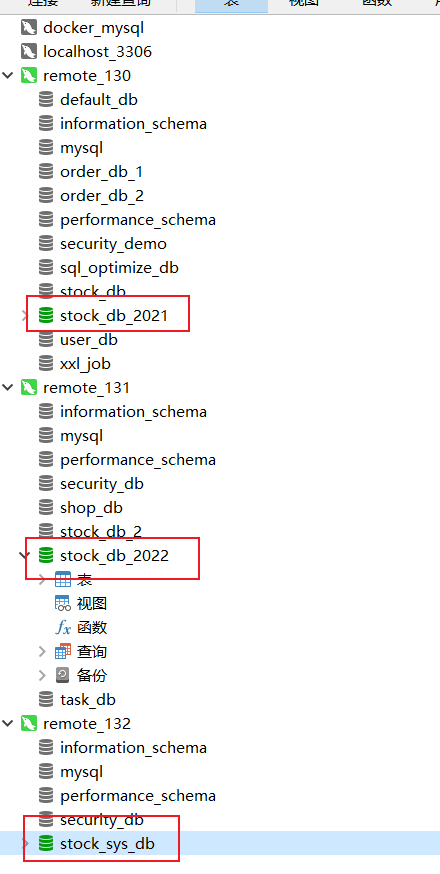 连接 新建查询 表 视图 函数
docker_mysql
localhost_3306
remote_130
default_db
information_schema
mysql
order_db_1
order_db_2
performance_schema
security_demo
sql_optimize_db
stock_db
stock_db_2021
user_db
xxl_job
remote_131
information_schema
mysql
performance_schema
security_db
shop_db
stock_db_2
stock_db_2022
表
视图
fx 函数
查询
备份
task_db
remote_132
information_schema
mysql
performance_schema
security_db
stock_sys_db